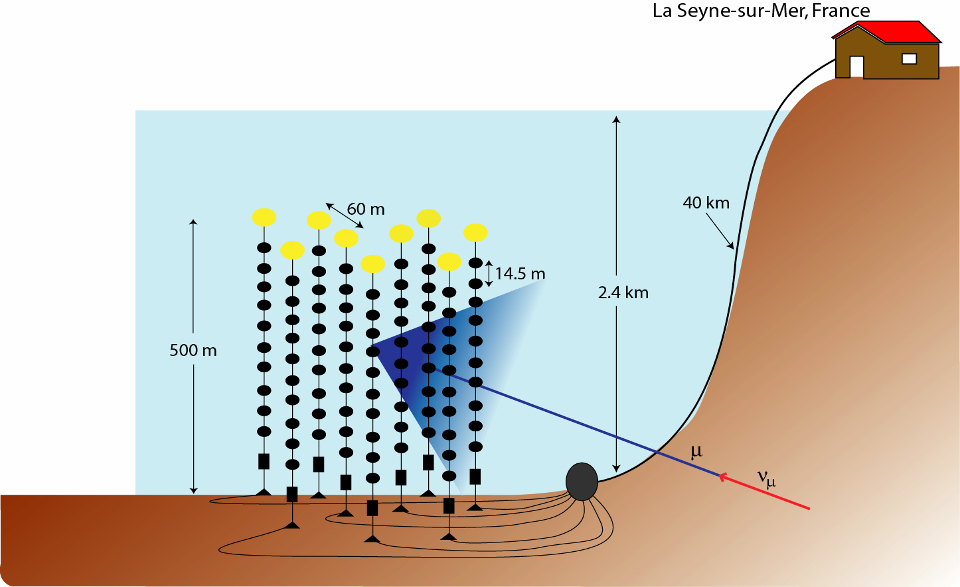 La Seyne-sur-Mer, France
60 m
40 km
14.5 m
2.4 km
500 m
μ
νμ